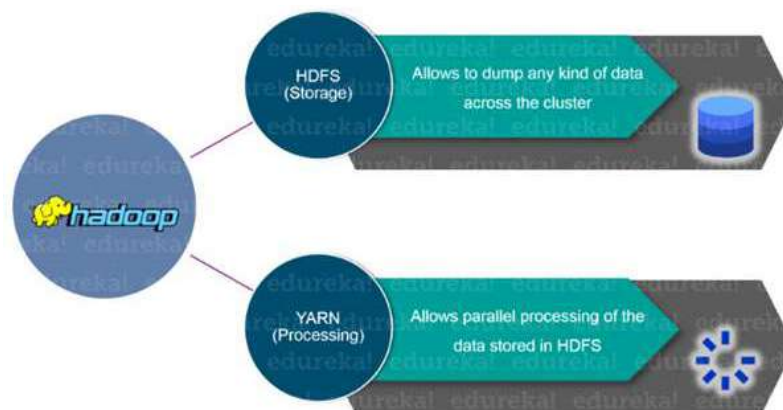 hadoop
HDFS
(Storage)
Allows to dump any kind of data
across the cluster
YARN
(Processing)
Allows parallel processing of the
data stored in HDFS
edureka!